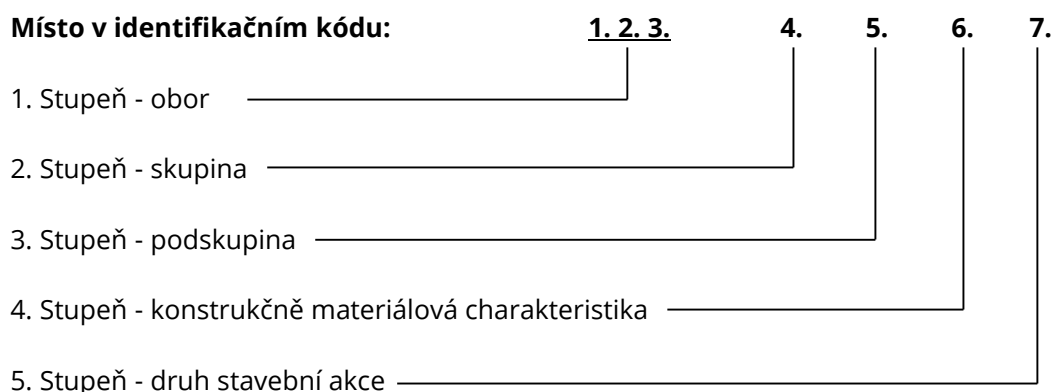 Místo v identifikačním kódu: 1. 2. 3. 4. 5. 6. 7.
1. Stupeň - obor
2. Stupeň - skupina
3. Stupeň - podskupina
4. Stupeň - konstrukčně materiálová charakteristika
5. Stupeň - druh stavební akce